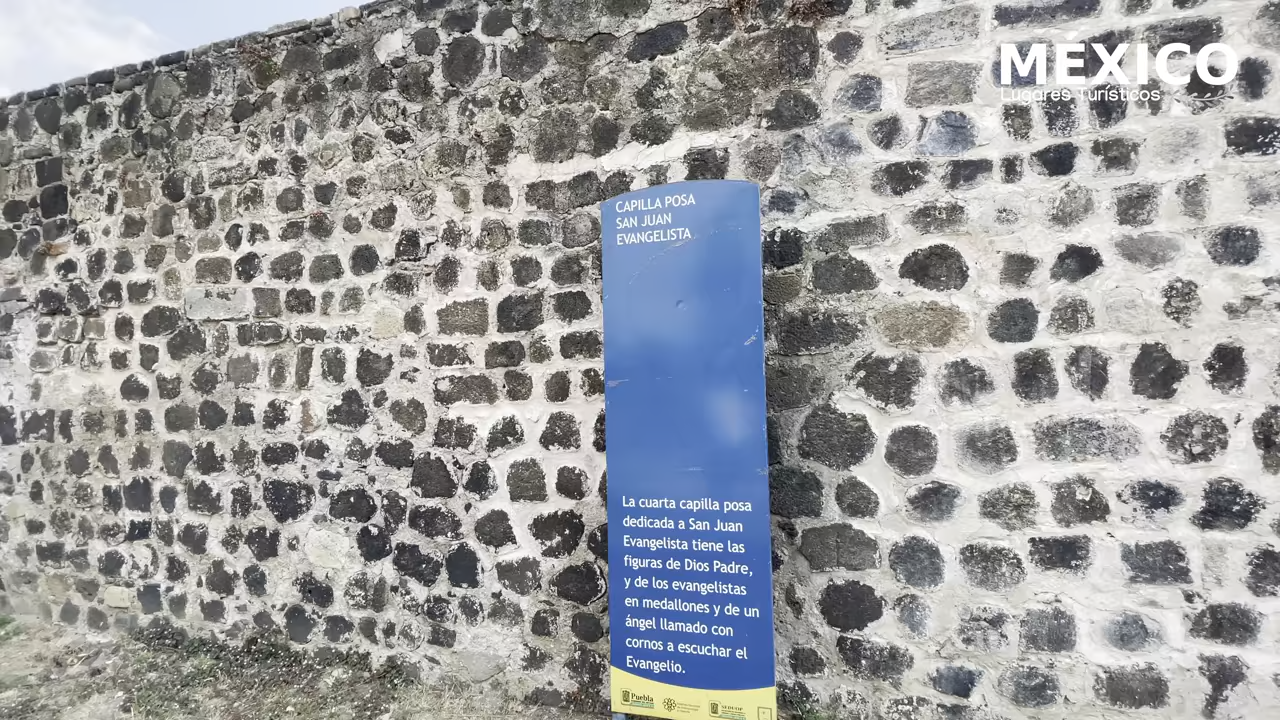 MÉXICO
Lugares Turísticos
CAPILLA POSA
SAN JUAN
EVANGELISTA
La cuarta capilla posa
dedicada a San Juan
Evangelista tiene las
figuras de Dios Padre,
y de los evangelistas
en medallones y de un
ángel llamado con
cornos a escuchar el
Evangelio.
Puebla